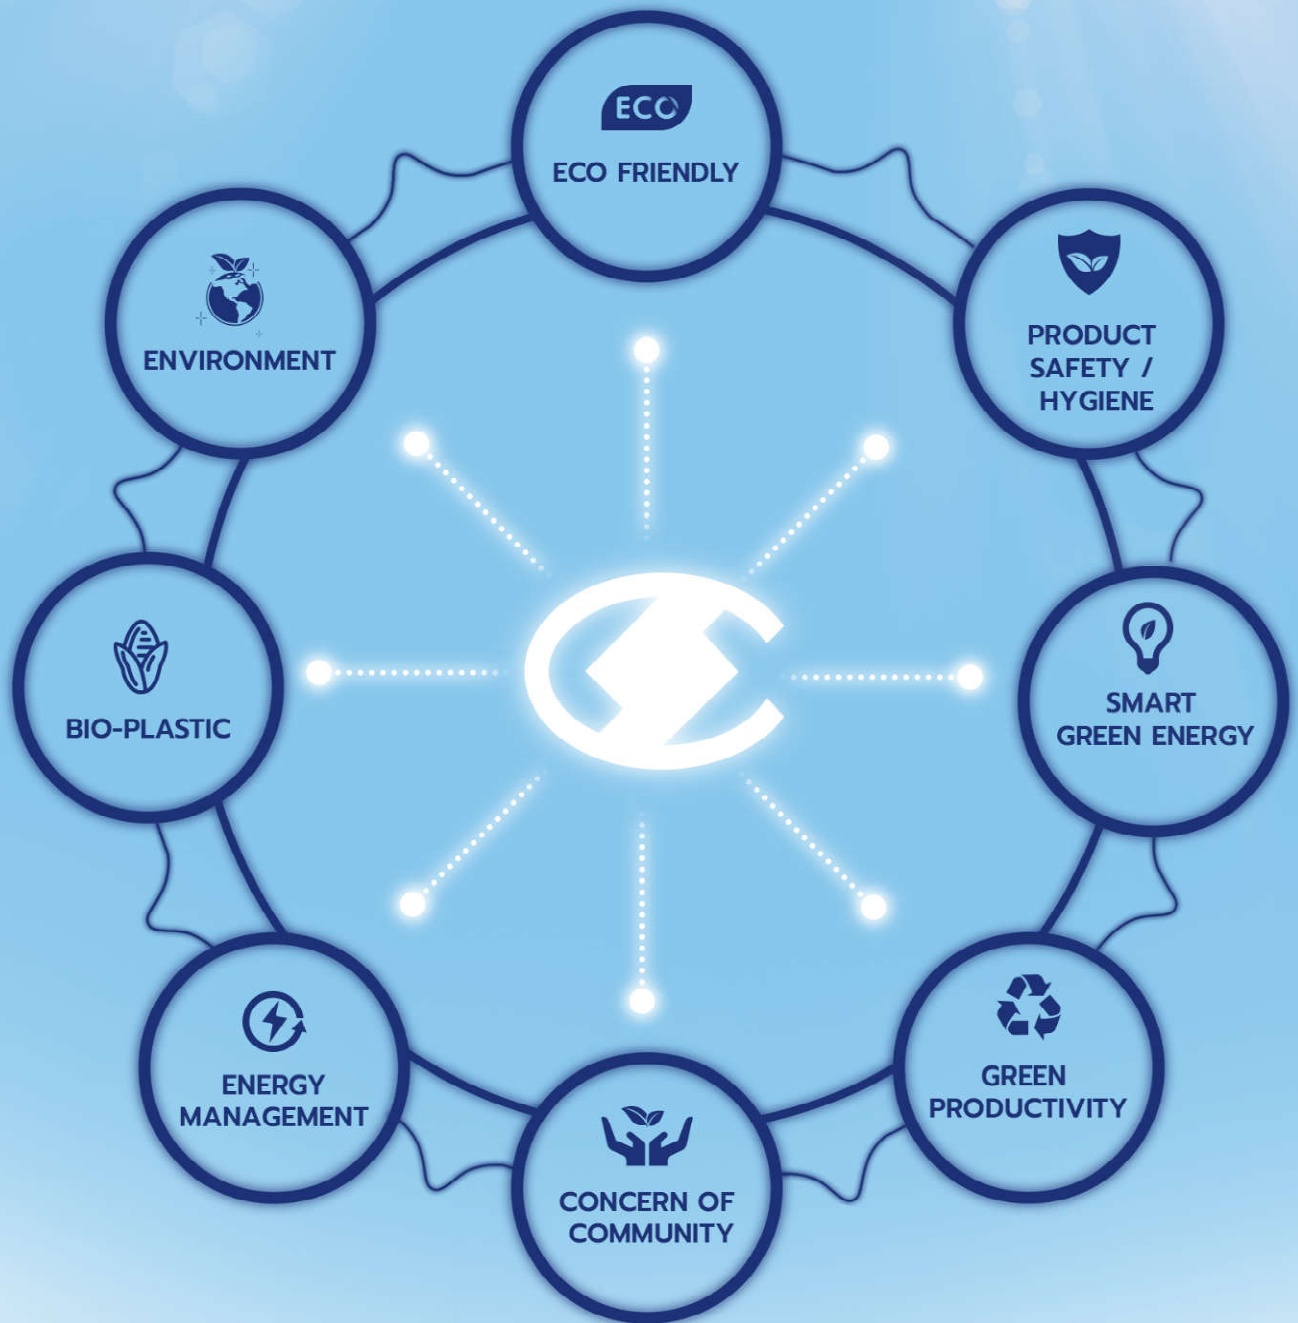 ECO
ECO FRIENDLY
PRODUCT
SAFETY /
HYGIENE
SMART
GREEN ENERGY
GREEN
PRODUCTIVITY
CONCERN OF
COMMUNITY
ENERGY
MANAGEMENT
BIO-PLASTIC
ENVIRONMENT